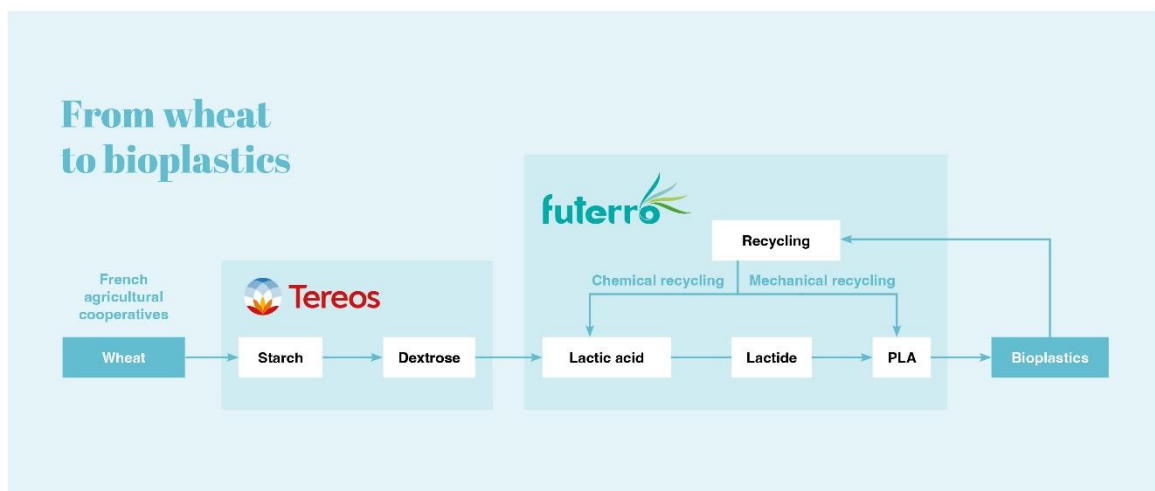 From wheat
to bioplastics
futerro
Recycling
Chemical recycling
Mechanical recycling
French
agricultural
cooperatives
Tereos
Wheat
Starch
Dextrose
Lactic acid
Lactide
PLA
Bioplastics